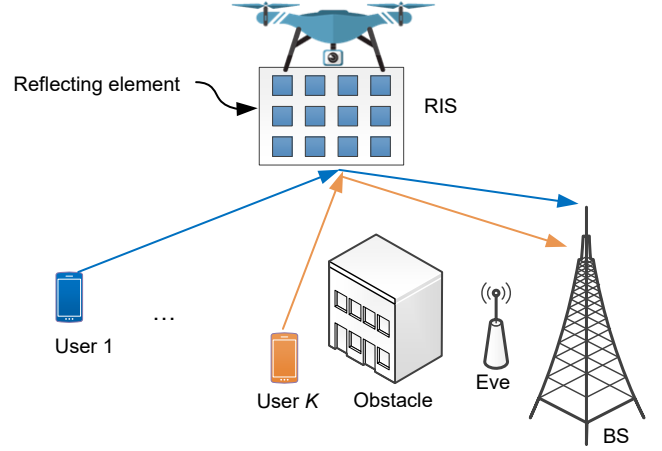 Reflecting element
RIS
User 1
…
User K
Obstacle
Eve
BS